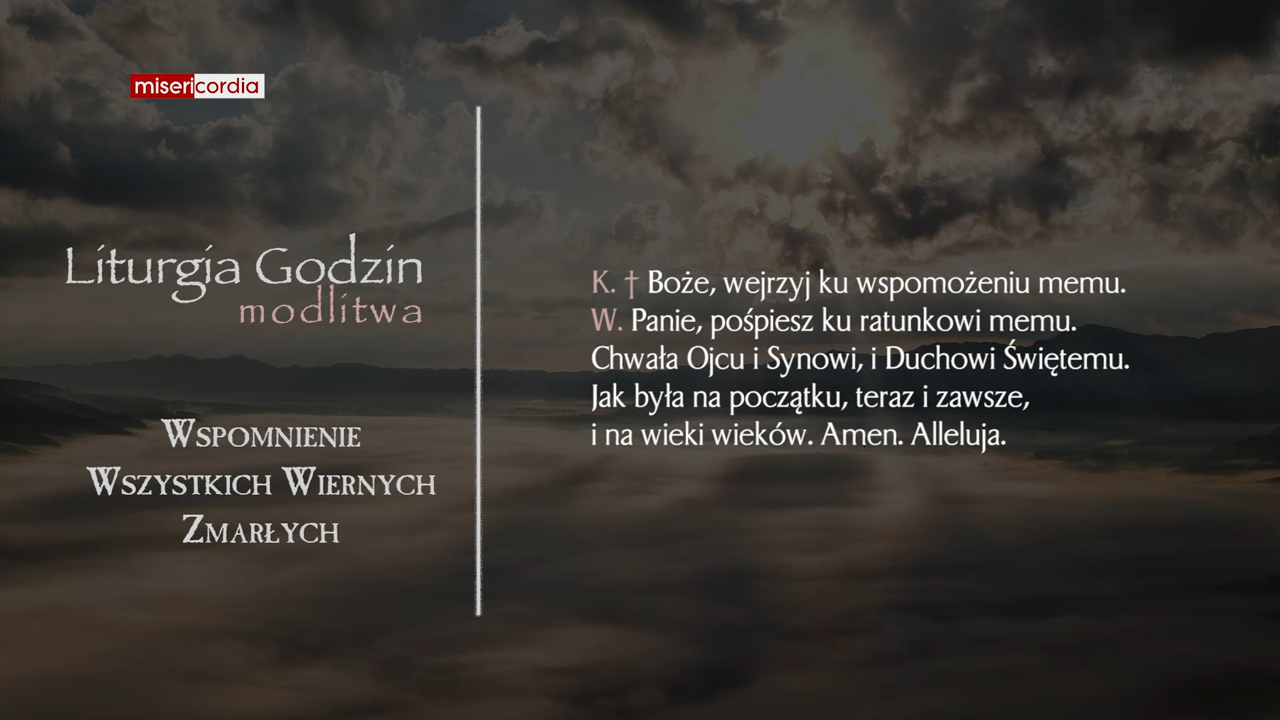 misericordia
Liturgia Godzin
modlitwa
Wspomnienie
Wszystkich Wiernych
Zmarłych
K. † Boże, wejrzyj ku wspomożeniu memu.
W. Panie, pośpiesz ku ratunkowi memu.
Chwała Ojcu i Synowi, i Duchowi Świętemu.
Jak była na początku, teraz i zawsze,
i na wieki wieków. Amen. Alleluja.